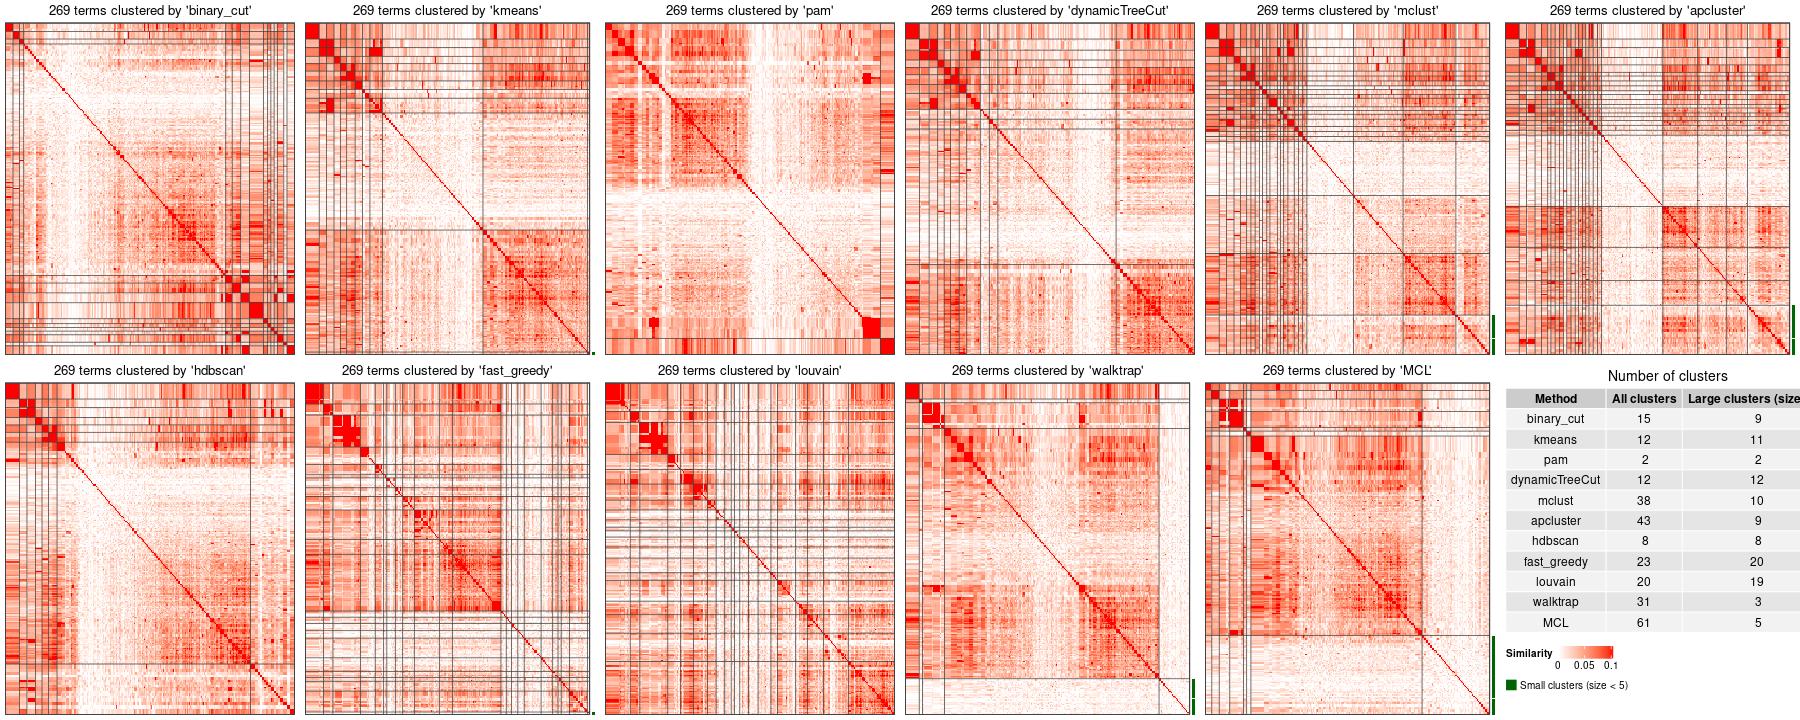 269 terms clustered by 'binary_cut'
269 terms clustered by 'kmeans'
269 terms clustered by 'pam'
269 terms clustered by 'dynamicTreeCut'
269 terms clustered by 'mclust'
269 terms clustered by 'apcluster'
269 terms clustered by 'hdbscan'
269 terms clustered by 'fast_greedy'
269 terms clustered by 'louvain'
269 terms clustered by 'walktrap'
269 terms clustered by 'MCL'
Number of clusters
Method All clusters Large clusters (size
binary_cut 15 9
kmeans 12 11
pam 2 2
dynamicTreeCut 12 12
mclust 38 10
apcluster 43 9
hdbscan 8 8
fast_greedy 23 20
louvain 20 19
walktrap 31 3
MCL 61 5
Similarity
0 0.05 0.1
Small clusters (size < 5)